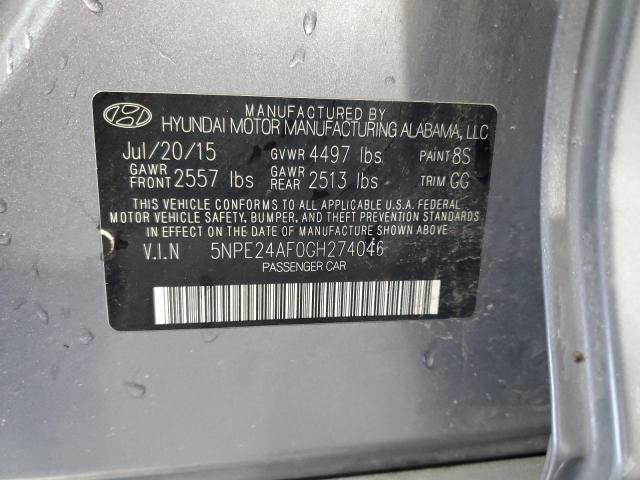 MANUFACTURED BY
HYUNDAI MOTOR MANUFACTURING ALABAMA, LLC
Jul/20/15 GVWR 4497 lbs PAINT 8S
GAWR FRONT 2557 lbs GAWR REAR 2513 lbs TRIM GG
THIS VEHICLE CONFORMS TO ALL APPLICABLE U.S.A. FEDERAL
MOTOR VEHICLE SAFETY, BUMPER, AND THEFT PREVENTION STANDARDS
IN EFFECT ON THE DATE OF MANUFACTURE SHOWN ABOVE.
V.I.N 5NPE24AF0GH274046
PASSENGER CAR